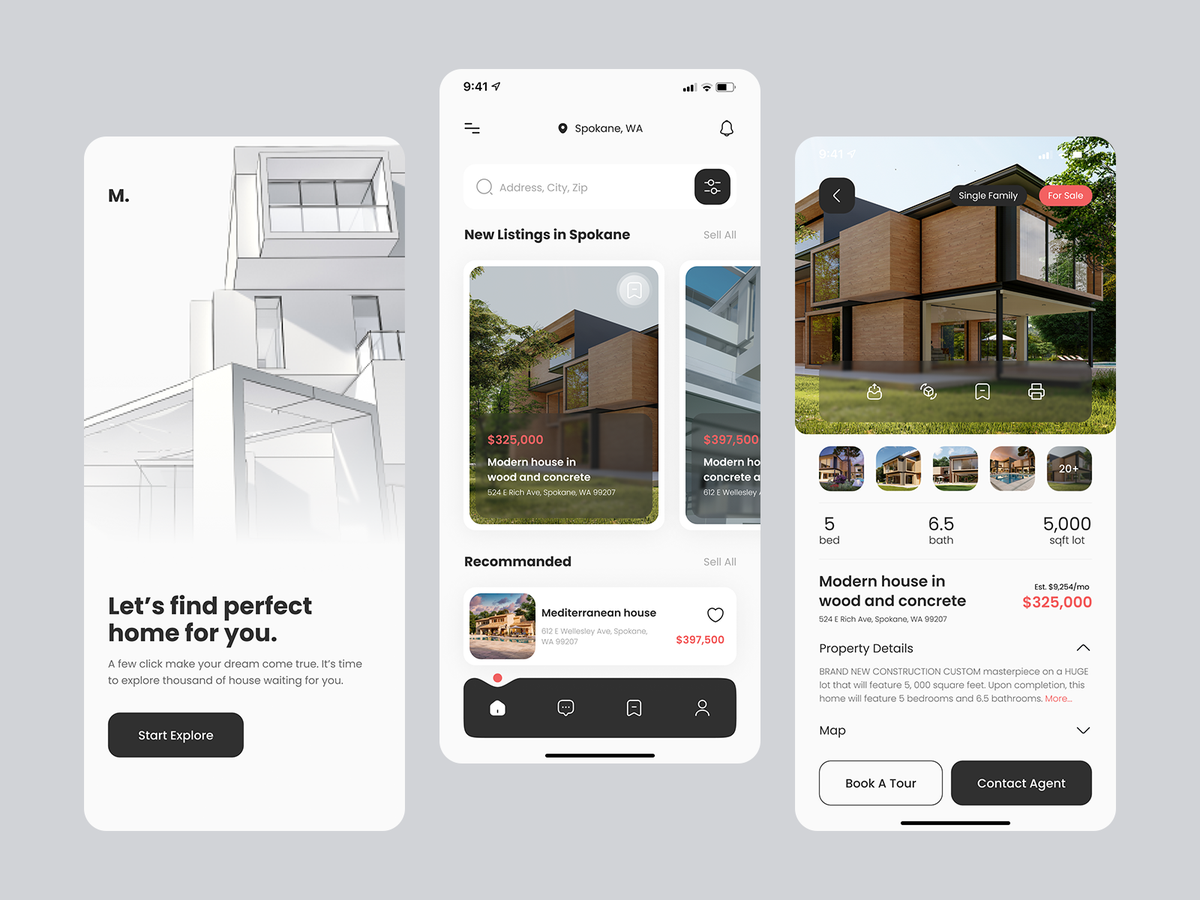 M.
Let's find perfect
home for you.
A few click make your dream come true. It's time
to explore thousand of house waiting for you.
Start Explore
9:41
Spokane, WA
Address, City, Zip
New Listings in Spokane
Sell All
$325,000
Modern house in
wood and concrete
524 E Rich Ave, Spokane, WA 99207
$397,500
Modern ho
concrete a
612 E Wellesley
Recommanded
Sell All
Mediterranean house
612 E Wellesley Ave, Spokane,
WA 99207
$397,500
9:41
Single Family
For Sale
20+
5
bed
6.5
bath
5,000
sqft lot
Modern house in
wood and concrete
524 E Rich Ave, Spokane, WA 99207
Est. $9,254/mo
$325,000
Property Details
BRAND NEW CONSTRUCTION CUSTOM masterpiece on a HUGE
lot that will feature 5, 000 square feet. Upon completion, this
home will feature 5 bedrooms and 6.5 bathrooms. More...
Map
Book A Tour
Contact Agent